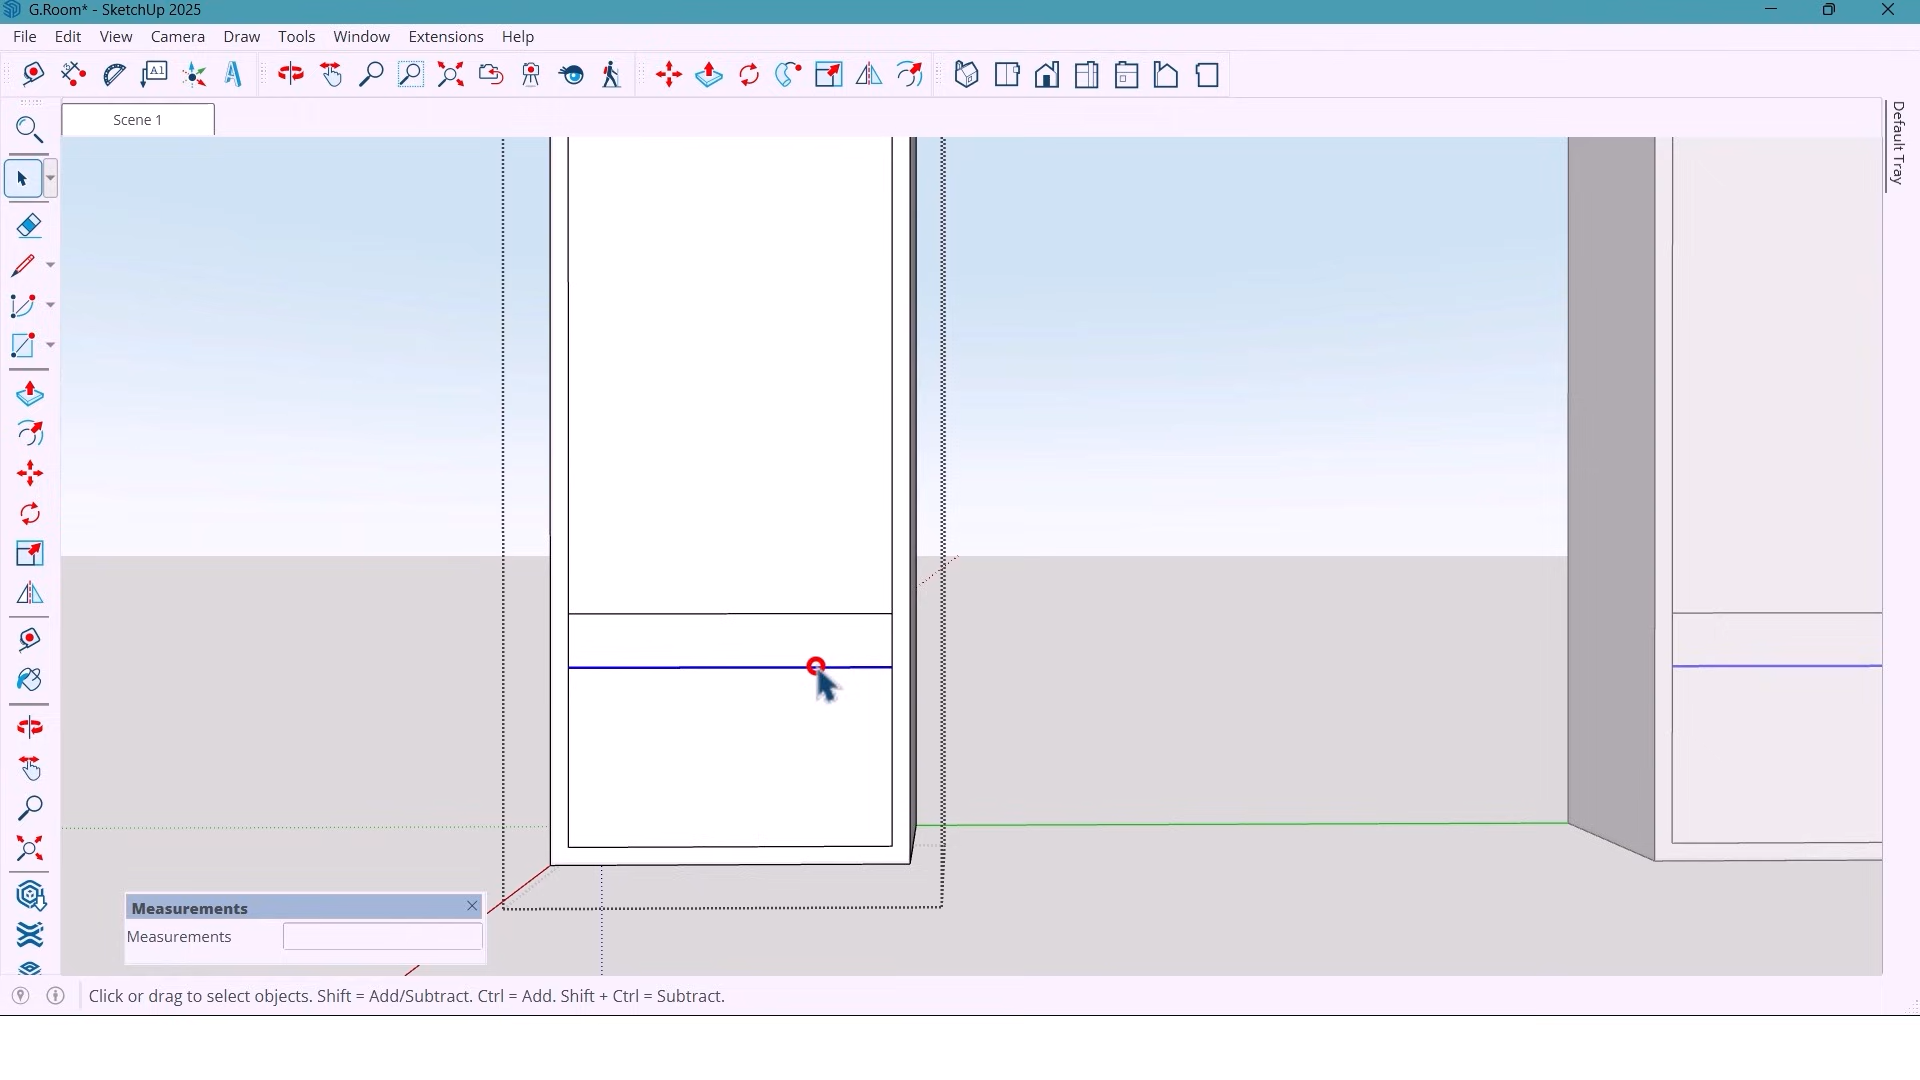 G.Room* - SketchUp 2025
File Edit View Camera Draw Tools Window Extensions Help
A1
Scene 1
Default Tray
Measurements
Measurements
Click or drag to select objects. Shift = Add/Subtract. Ctrl = Add. Shift + Ctrl = Subtract.